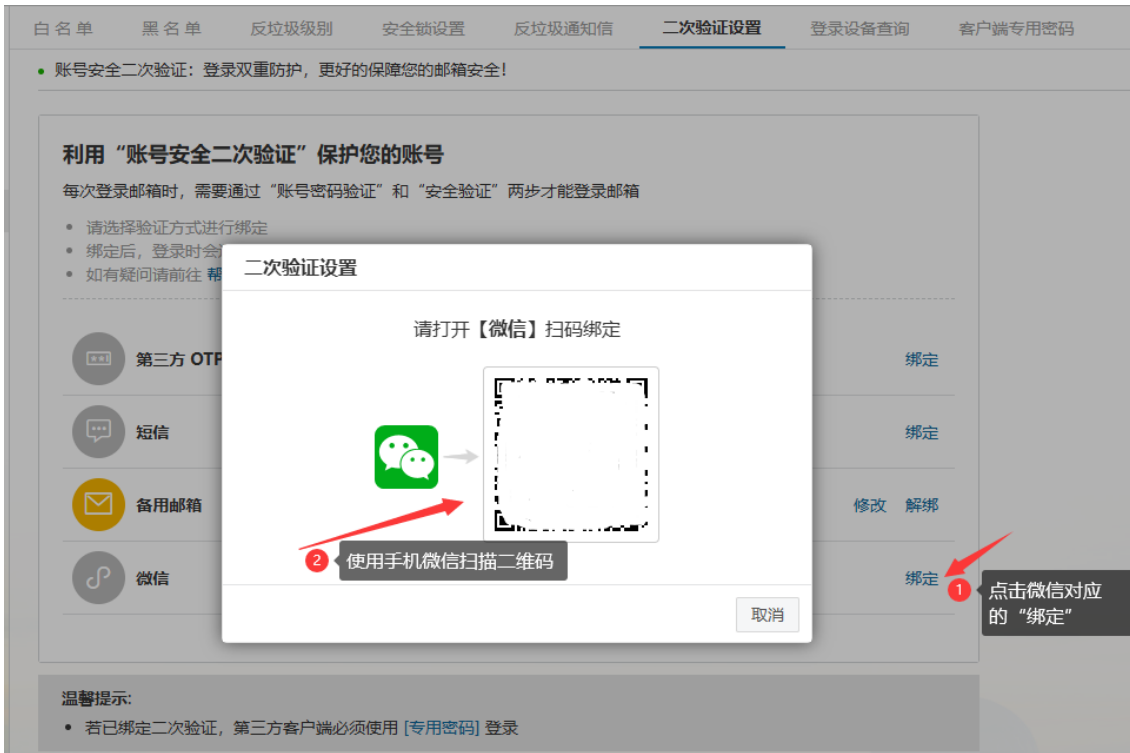 白名单 黑名单 反垃圾级别 安全锁设置 反垃圾通知信 二次验证设置 登录设备查询 客户端专用密码
账号安全二次验证：登录双重防护，更好的保障您的邮箱安全！
利用“账号安全二次验证”保护您的账号
每次登录邮箱时，需要通过“账号密码验证”和“安全验证”两步才能登录邮箱
请选择验证方式进行绑定
绑定后，登录时会
如有疑问请前往 帮
二次验证设置
请打开【微信】扫码绑定
第三方 OTP 绑定
短信 绑定
备用邮箱 修改 解绑
2 使用手机微信扫描二维码
微信 绑定
1 点击微信对应
的“绑定”
取消
温馨提示:
若已绑定二次验证，第三方客户端必须使用 [专用密码] 登录